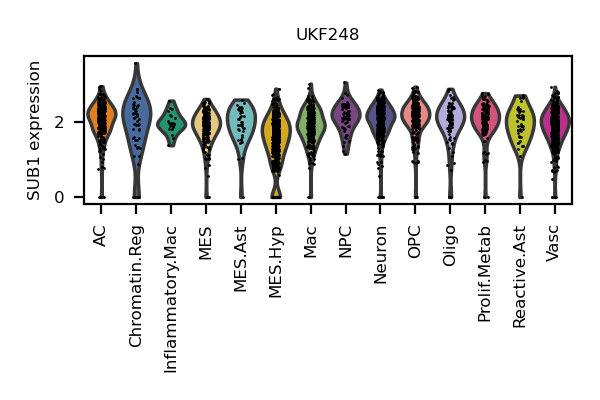 UKF248
SUB1 expression
2
0
AC
Chromatin.Reg
Inflammatory.Mac
MES
MES.Ast
MES.Hyp
Mac
NPC
Neuron
OPC
Oligo
Prolif.Metab
Reactive.Ast
Vasc